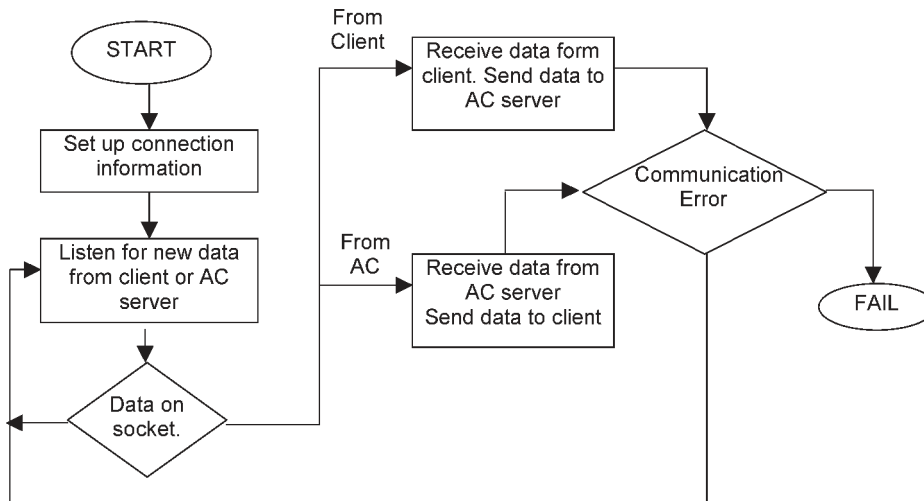 START
Set up connection
information
Listen for new data
from client or AC
server
Data on
socket.
From
Client
Receive data form
client. Send data to
AC server
From
AC
Receive data from
AC server
Send data to client
Communication
Error
FAIL